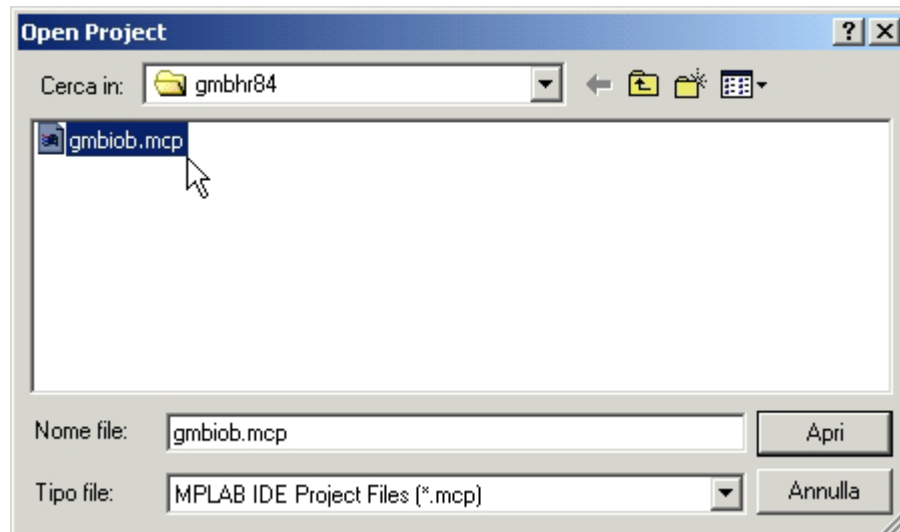 Open Project
Cerca in: gmbhr84
gmbiob.mcp
Nome file: gmbiob.mcp
Apri
Tipo file: MPLAB IDE Project Files (*.mcp)
Annulla